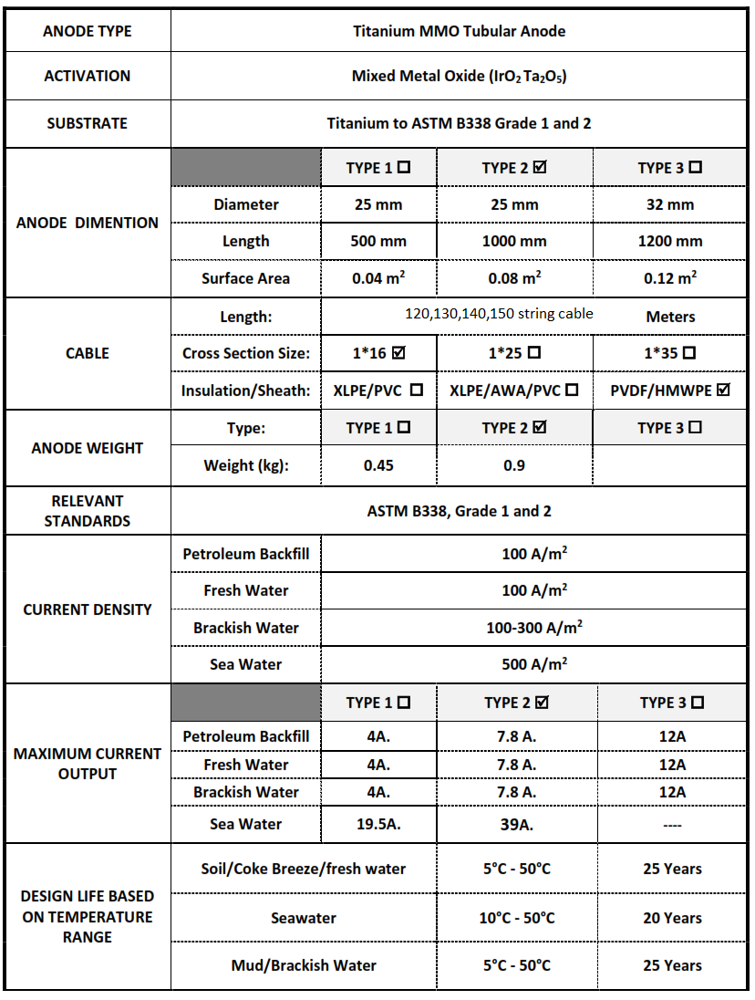 ANODE TYPE Titanium MMO Tubular Anode
ACTIVATION Mixed Metal Oxide (IrO₂ Ta₂O₅)
SUBSTRATE Titanium to ASTM B338 Grade 1 and 2
ANODE DIMENTION
TYPE 1 ☐ TYPE 2 ☑ TYPE 3 ☐
Diameter 25 mm 25 mm 32 mm
Length 500 mm 1000 mm 1200 mm
Surface Area 0.04 m² 0.08 m² 0.12 m²
CABLE
Length: 120,130,140,150 string cable Meters
Cross Section Size: 1*16 ☑ 1*25 ☐ 1*35 ☐
Insulation/Sheath: XLPE/PVC ☐ XLPE/AWA/PVC ☐ PVDF/HMWPE ☑
ANODE WEIGHT
Type: TYPE 1 ☐ TYPE 2 ☑ TYPE 3 ☐
Weight (kg): 0.45 0.9
RELEVANT
STANDARDS
ASTM B338, Grade 1 and 2
CURRENT DENSITY
Petroleum Backfill 100 A/m²
Fresh Water 100 A/m²
Brackish Water 100-300 A/m²
Sea Water 500 A/m²
MAXIMUM CURRENT
OUTPUT
TYPE 1 ☐ TYPE 2 ☑ TYPE 3 ☐
Petroleum Backfill 4A. 7.8 A. 12A
Fresh Water 4A. 7.8 A. 12A
Brackish Water 4A. 7.8 A. 12A
Sea Water 19.5A. 39A. ----
DESIGN LIFE BASED
ON TEMPERATURE
RANGE
Soil/Coke Breeze/fresh water 5°C - 50°C 25 Years
Seawater 10°C - 50°C 20 Years
Mud/Brackish Water 5°C - 50°C 25 Years